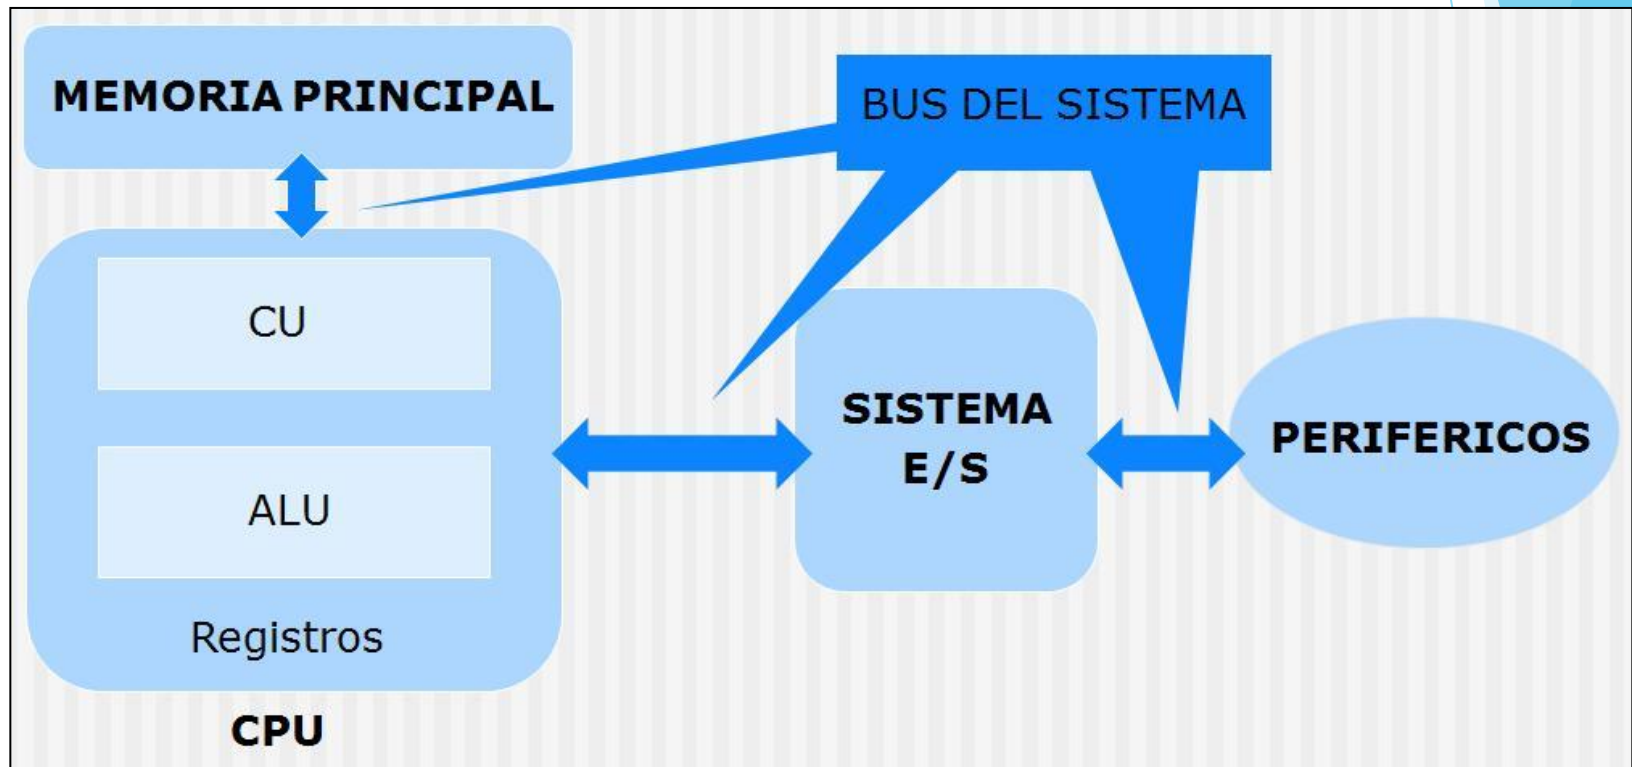 MEMORIA PRINCIPAL
BUS DEL SISTEMA
CU
ALU
Registros
CPU
SISTEMA
E/S
PERIFERICOS